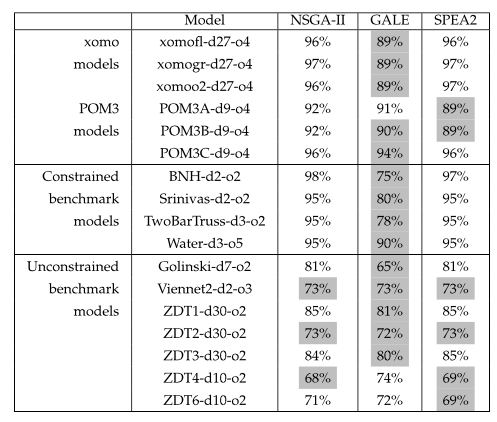 Model NSGA-II GALE SPEA2
xomo xomofl-d27-o4 96% 89% 96%
models xomogr-d27-o4 97% 89% 97%
xomoo2-d27-o4 96% 89% 97%
POM3 POM3A-d9-o4 92% 91% 89%
models POM3B-d9-o4 92% 90% 89%
POM3C-d9-o4 96% 94% 96%
Constrained BNH-d2-o2 98% 75% 97%
benchmark Srinivas-d2-o2 95% 80% 95%
models TwoBarTruss-d3-o2 95% 78% 95%
Water-d3-o5 95% 90% 95%
Unconstrained Golinski-d7-o2 81% 65% 81%
benchmark Viennet2-d2-o3 73% 73% 73%
models ZDT1-d30-o2 85% 81% 85%
ZDT2-d30-o2 73% 72% 73%
ZDT3-d30-o2 84% 80% 85%
ZDT4-d10-o2 68% 74% 69%
ZDT6-d10-o2 71% 72% 69%